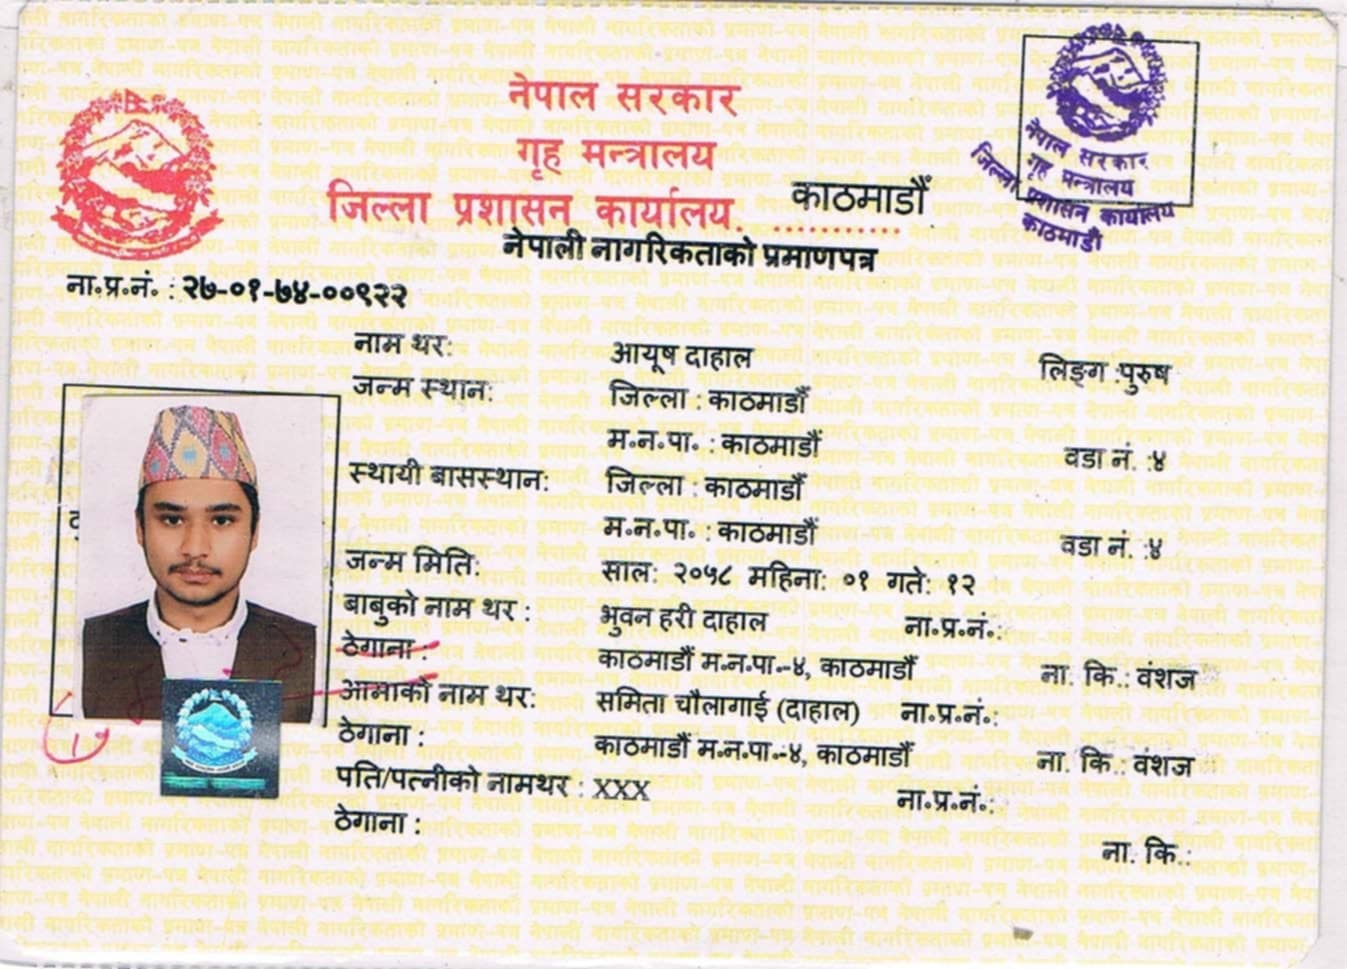 नेपाल सरकार
गृह मन्त्रालय
जिल्ला प्रशासन कार्यालय, काठमाडौं
नेपाली नागरिकताको प्रमाणपत्र
नेपाल सरकार
गृह मन्त्रालय
जिल्ला प्रशासन कार्यालय
काठमाडौं
ना.प्र.नं. : २७-०१-७४-००९२२
नाम थर: आयूष दाहाल लिङ्ग :पुरुष
जन्म स्थान: जिल्ला : काठमाडौं
म.न.पा. : काठमाडौं वडा नं. :४
स्थायी बासस्थान: जिल्ला : काठमाडौं
म.न.पा. : काठमाडौं वडा नं. :४
जन्म मिति: साल: २०५८ महिना: ०१ गते: १२
बाबुको नाम थर : भुवन हरी दाहाल ना.प्र.नं.:
ठेगाना : काठमाडौं म.न.पा.-४, काठमाडौं ना. कि.: वंशज
आमाको नाम थर: समिता चौलागाई (दाहाल) ना.प्र.नं.:
ठेगाना : काठमाडौं म.न.पा.-४, काठमाडौं ना. कि.: वंशज
पति/पत्नीको नामथर : XXX ना.प्र.नं.:
ठेगाना : ना. कि.: